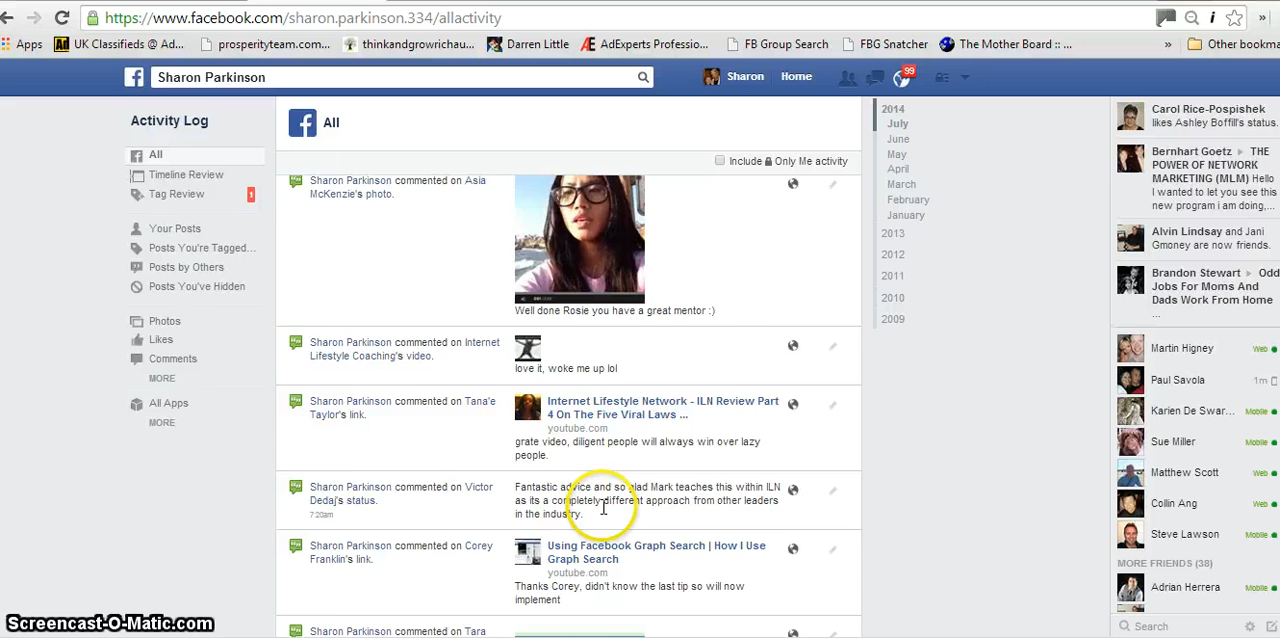 https://www.facebook.com/sharon.parkinson.334/allactivity
Apps
UK Classifieds @ Ad...
prosterityteam.com...
thinkandgrowrichau...
Darren Little
AdExperts Professio...
FB Group Search
FBG Snatcher
The Mother Board :: ...
»
Other bookma
Sharon Parkinson
Sharon
Home
99
Activity Log
All
Timeline Review
Tag Review
1
Your Posts
Posts You're Tagged...
Posts by Others
Posts You've Hidden
Photos
Likes
Comments
MORE
All Apps
MORE
All
Include Only Me activity
Sharon Parkinson commented on Asia
McKenzie's photo.
Well done Rosie you have a great mentor :)
Sharon Parkinson commented on Internet
Lifestyle Coaching's video.
love it, woke me up lol
Sharon Parkinson commented on Tana'e
Taylor's link.
Internet Lifestyle Network - ILN Review Part
4 On The Five Viral Laws ...
youtube.com
grate video, diligent people will always win over lazy
people.
Sharon Parkinson commented on Victor
Dedaj's status.
7:20am
Fantastic advice and so glad Mark teaches this within ILN
as its a completely different approach from other leaders
in the industry.
Sharon Parkinson commented on Corey
Franklin's link.
Using Facebook Graph Search | How I Use
Graph Search
youtube.com
Thanks Corey, didn't know the last tip so will now
implement
Sharon Parkinson commented on Tara
2014
July
June
May
April
March
February
January
2013
2012
2011
2010
2009
Carol Rice-Pospishek
likes Ashley Boffill's status.
Bernhart Goetz ▸ THE
POWER OF NETWORK
MARKETING (MLM) Hello
I wanted to let you see this
new program i am doing,...
Alvin Lindsay and Jani
Gmoney are now friends.
Brandon Stewart ▸ Odd
Jobs For Moms And
Dads Work From Home
...
Martin Higney Web
Paul Savola 1m
Karien De Swar... Mobile
Sue Miller Mobile
Matthew Scott Web
Collin Ang Mobile
Steve Lawson Mobile
MORE FRIENDS (38)
Adrian Herrera Mobile
Search
Screencast-O-Matic.com